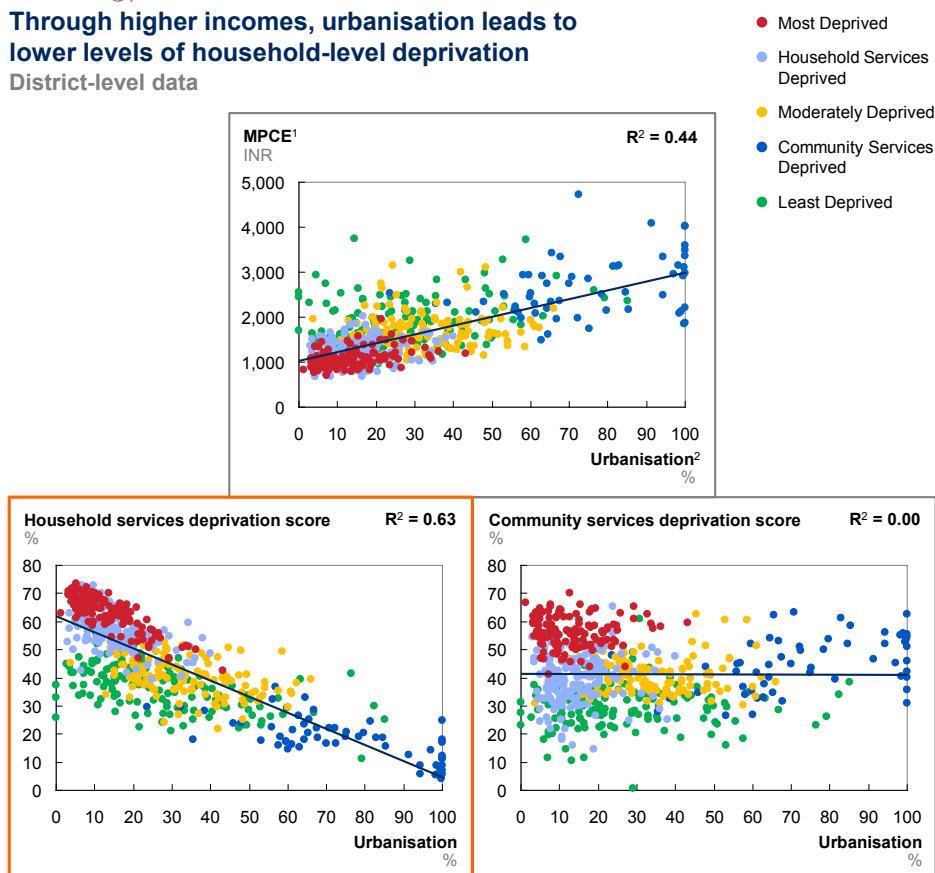 Through higher incomes, urbanisation leads to
lower levels of household-level deprivation
District-level data
Most Deprived
Household Services
Deprived
Moderately Deprived
Community Services
Deprived
Least Deprived
MPCE¹ R² = 0.44
INR
5,000
4,000
3,000
2,000
1,000
0
0 10 20 30 40 50 60 70 80 90 100
Urbanisation²
%
Household services deprivation score R² = 0.63
%
80
70
60
50
40
30
20
10
0
0 10 20 30 40 50 60 70 80 90 100
Urbanisation
%
Community services deprivation score R² = 0.00
%
80
70
60
50
40
30
20
10
0
0 10 20 30 40 50 60 70 80 90 100
Urbanisation
%